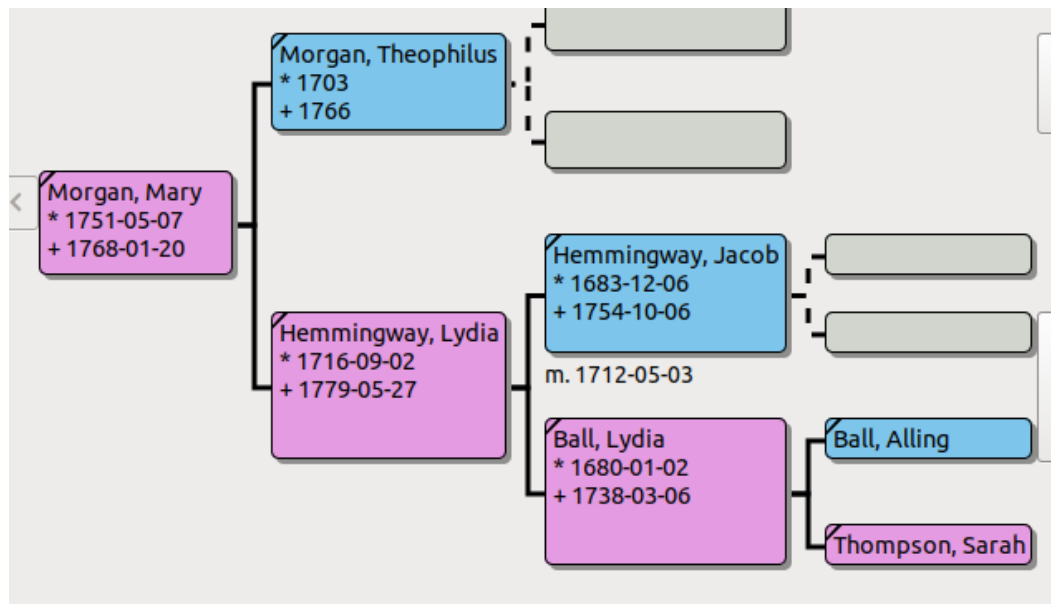 Morgan, Theophilus
* 1703
+ 1766
Morgan, Mary
* 1751-05-07
+ 1768-01-20
Hemmingway, Jacob
* 1683-12-06
+ 1754-10-06
Hemmingway, Lydia
* 1716-09-02
+ 1779-05-27
m. 1712-05-03
Ball, Lydia
* 1680-01-02
+ 1738-03-06
Ball, Alling
Thompson, Sarah